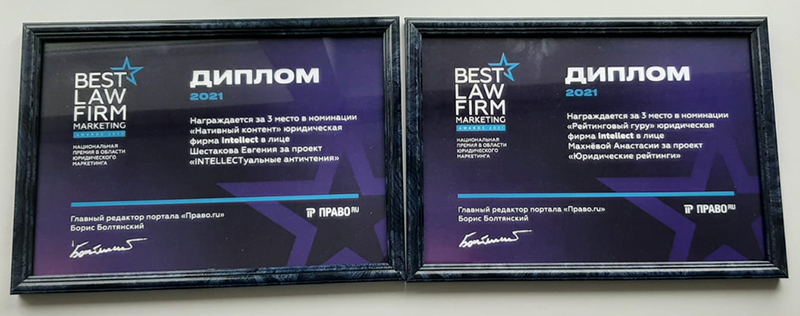 BEST
LAW
FIRM
MARKETING
НАЦИОНАЛЬНАЯ
ПРЕМИЯ В ОБЛАСТИ
ЮРИДИЧЕСКОГО
МАРКЕТИНГА
ДИПЛОМ
2021
Награждается за 3 место в номинации
«Нативный контент» юридическая
фирма Intellect в лице
Шестакова Евгения за проект
«INTELLECTуальные античтения»
Главный редактор портала «Право.ru»
Борис Болтянский
ПРАВО RU
BEST
LAW
FIRM
MARKETING
AWARDS 2021
НАЦИОНАЛЬНАЯ
ПРЕМИЯ В ОБЛАСТИ
ЮРИДИЧЕСКОГО
МАРКЕТИНГА
ДИПЛОМ
2021
Награждается за 3 место в номинации
«Рейтинговый гуру» юридическая
фирма Intellect в лице
Махнёвой Анастасии за проект
«Юридические рейтинги»
Главный редактор портала «Право.ru»
Борис Болтянский
ПРАВО RU